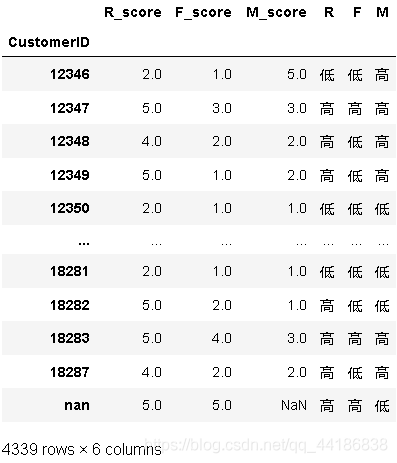 R_score F_score M_score R F M
CustomerID
12346 2.0 1.0 5.0 低 低 高
12347 5.0 3.0 3.0 高 高 高
12348 4.0 2.0 2.0 高 低 高
12349 5.0 1.0 2.0 高 低 高
12350 2.0 1.0 1.0 低 低 低
... ... ... ... ... ... ...
18281 2.0 1.0 1.0 低 低 低
18282 5.0 2.0 1.0 高 低 低
18283 5.0 4.0 3.0 高 高 高
18287 4.0 2.0 2.0 高 低 高
nan 5.0 5.0 NaN 高 高 低
4339 rows × 6 columns
https://blog.csdn.net/qq_44186838